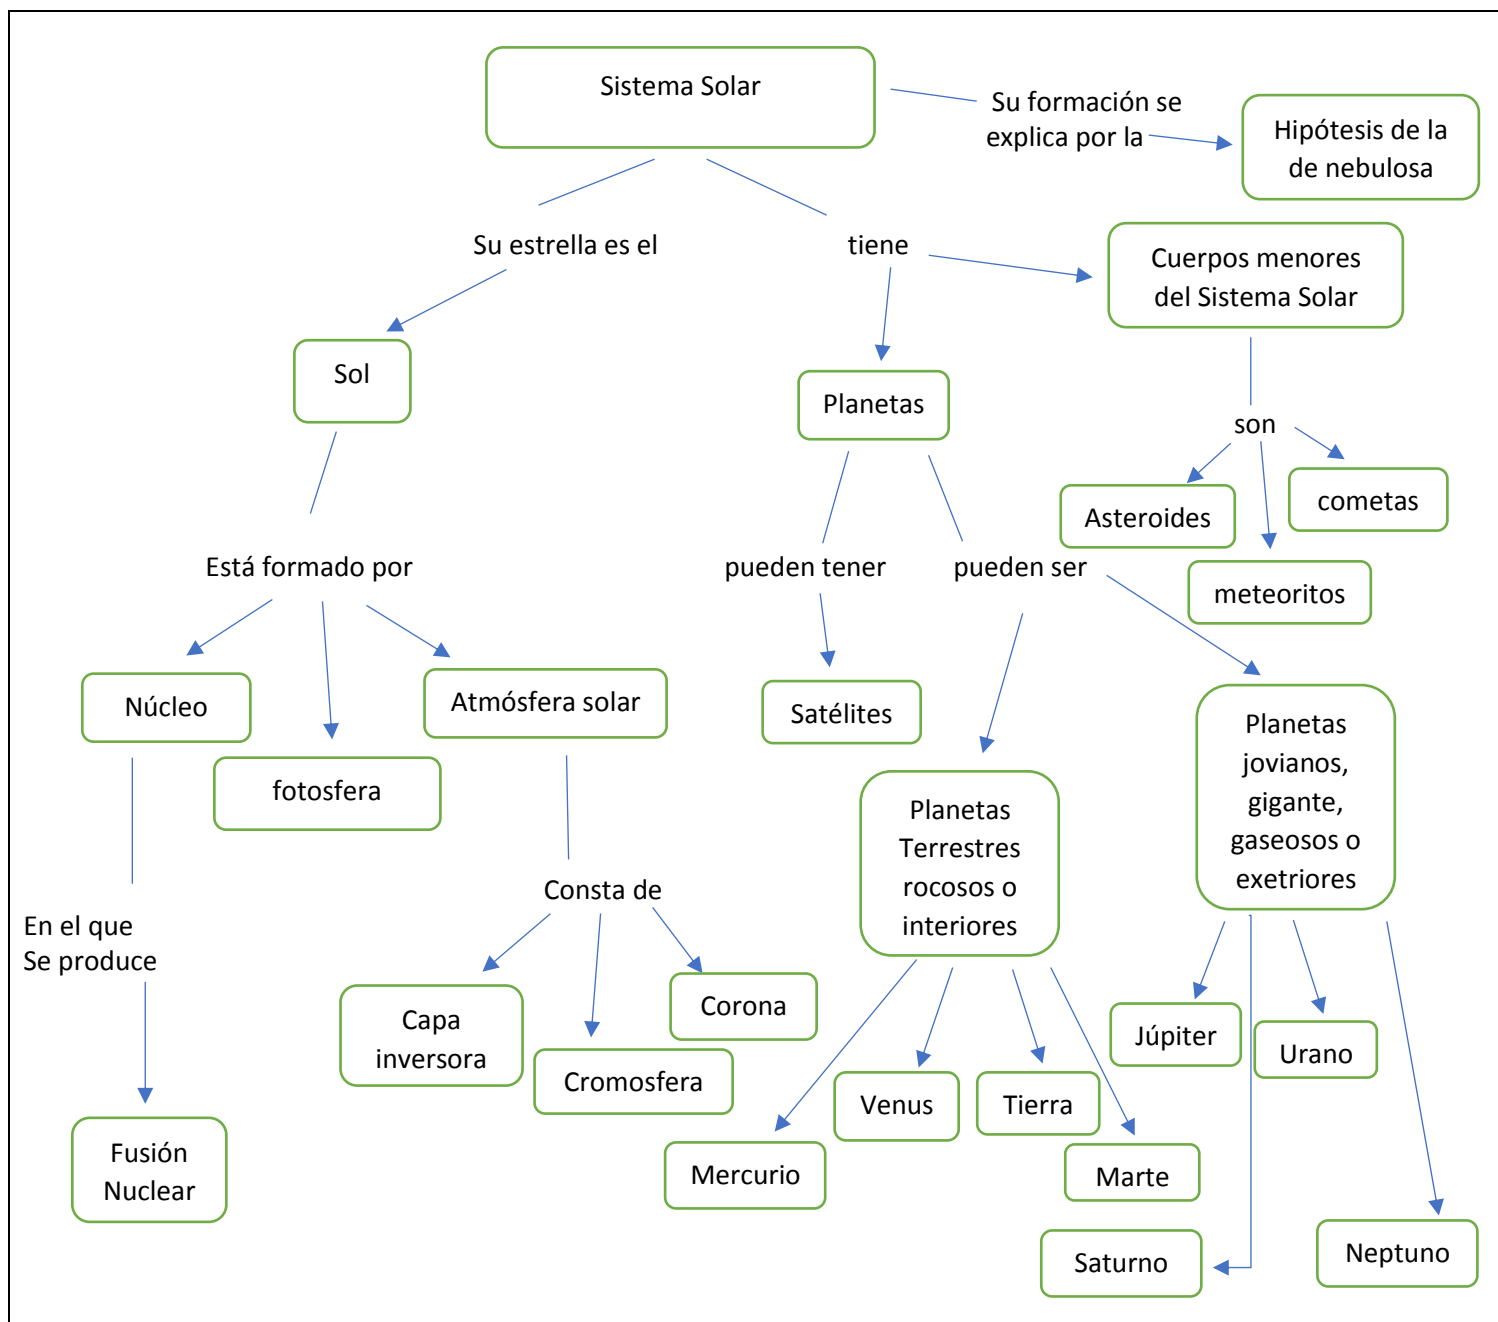 Sistema Solar
Su formación se
explica por la
Hipótesis de la
de nebulosa
Su estrella es el
tiene
Cuerpos menores
del Sistema Solar
Sol
Planetas
son
Asteroides
cometas
meteoritos
Está formado por
pueden tener
pueden ser
Núcleo
fotosfera
Atmósfera solar
Satélites
Planetas
Terrestres
rocosos o
interiores
Planetas
jovianos,
gigante,
gaseosos o
exetriores
En el que
Se produce
Consta de
Capa
inversora
Cromosfera
Corona
Fusión
Nuclear
Mercurio
Venus
Tierra
Marte
Júpiter
Urano
Saturno
Neptuno